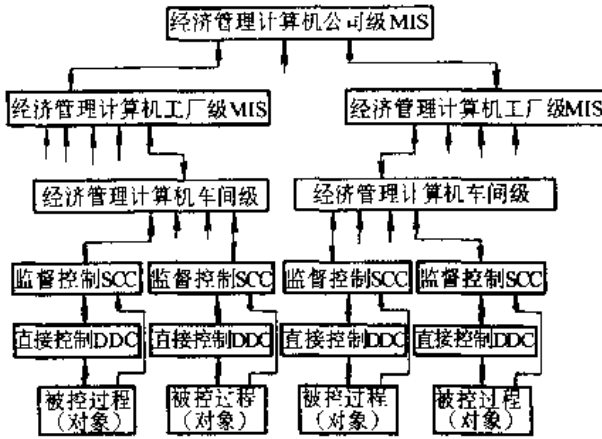 经济管理计算机公司级MIS
经济管理计算机工厂级MIS
经济管理计算机工厂级MIS
经济管理计算机车间级
经济管理计算机车间级
监督控制SCC
监督控制SCC
监督控制SCC
监督控制SCC
直接控制DDC
直接控制DDC
直接控制DDC
直接控制DDC
被控过程
(对象)
被控过程
(对象)
被控过程
(对象)
被控过程
(对象)